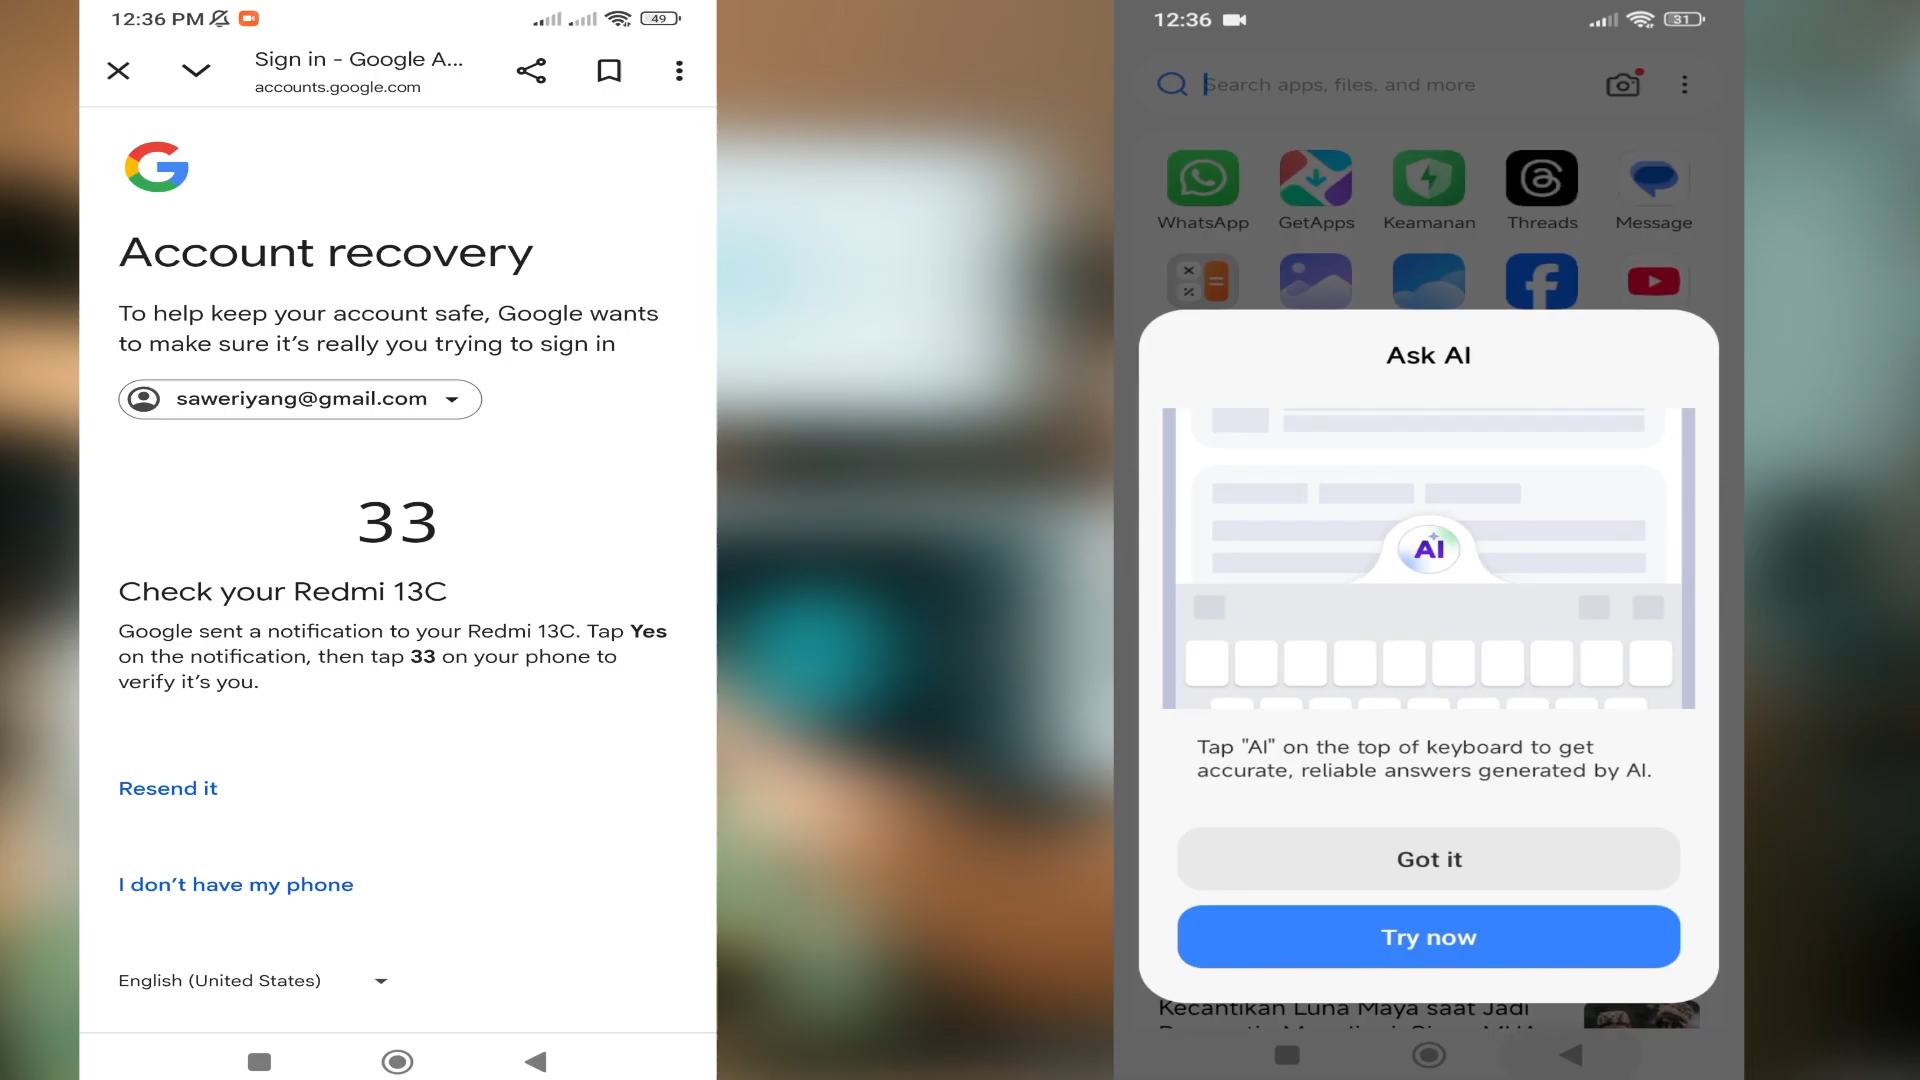 12:36 PM
49
Sign in - Google A...
accounts.google.com
Account recovery
To help keep your account safe, Google wants
to make sure it's really you trying to sign in
saweriyang@gmail.com
33
Check your Redmi 13C
Google sent a notification to your Redmi 13C. Tap Yes
on the notification, then tap 33 on your phone to
verify it's you.
Resend it
I don't have my phone
English (United States)
12:36
31
Search apps, files, and more
WhatsApp
GetApps
Keamanan
Threads
Message
Ask AI
AI
Tap "AI" on the top of keyboard to get
accurate, reliable answers generated by AI.
Got it
Try now
Kecantikan Luna Maya saat Jadi